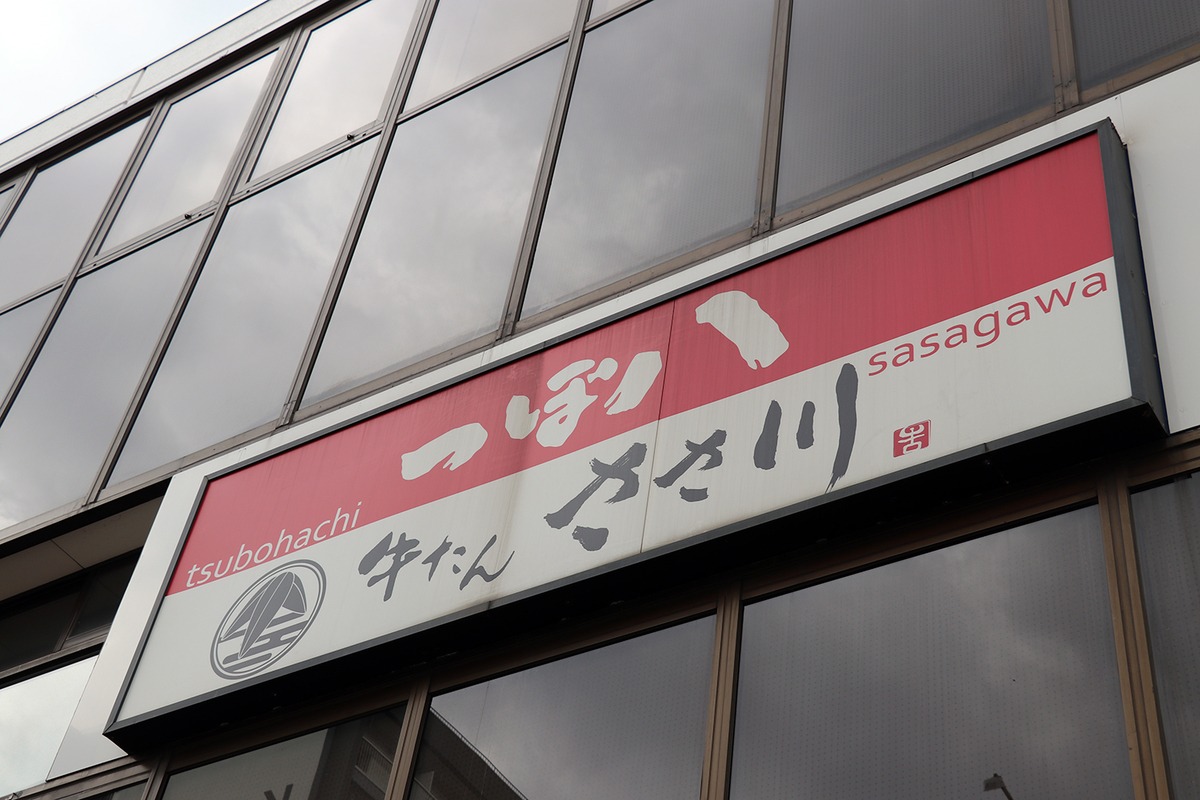 つぼ八
tsubohachi
牛たん ささ川
sasagawa